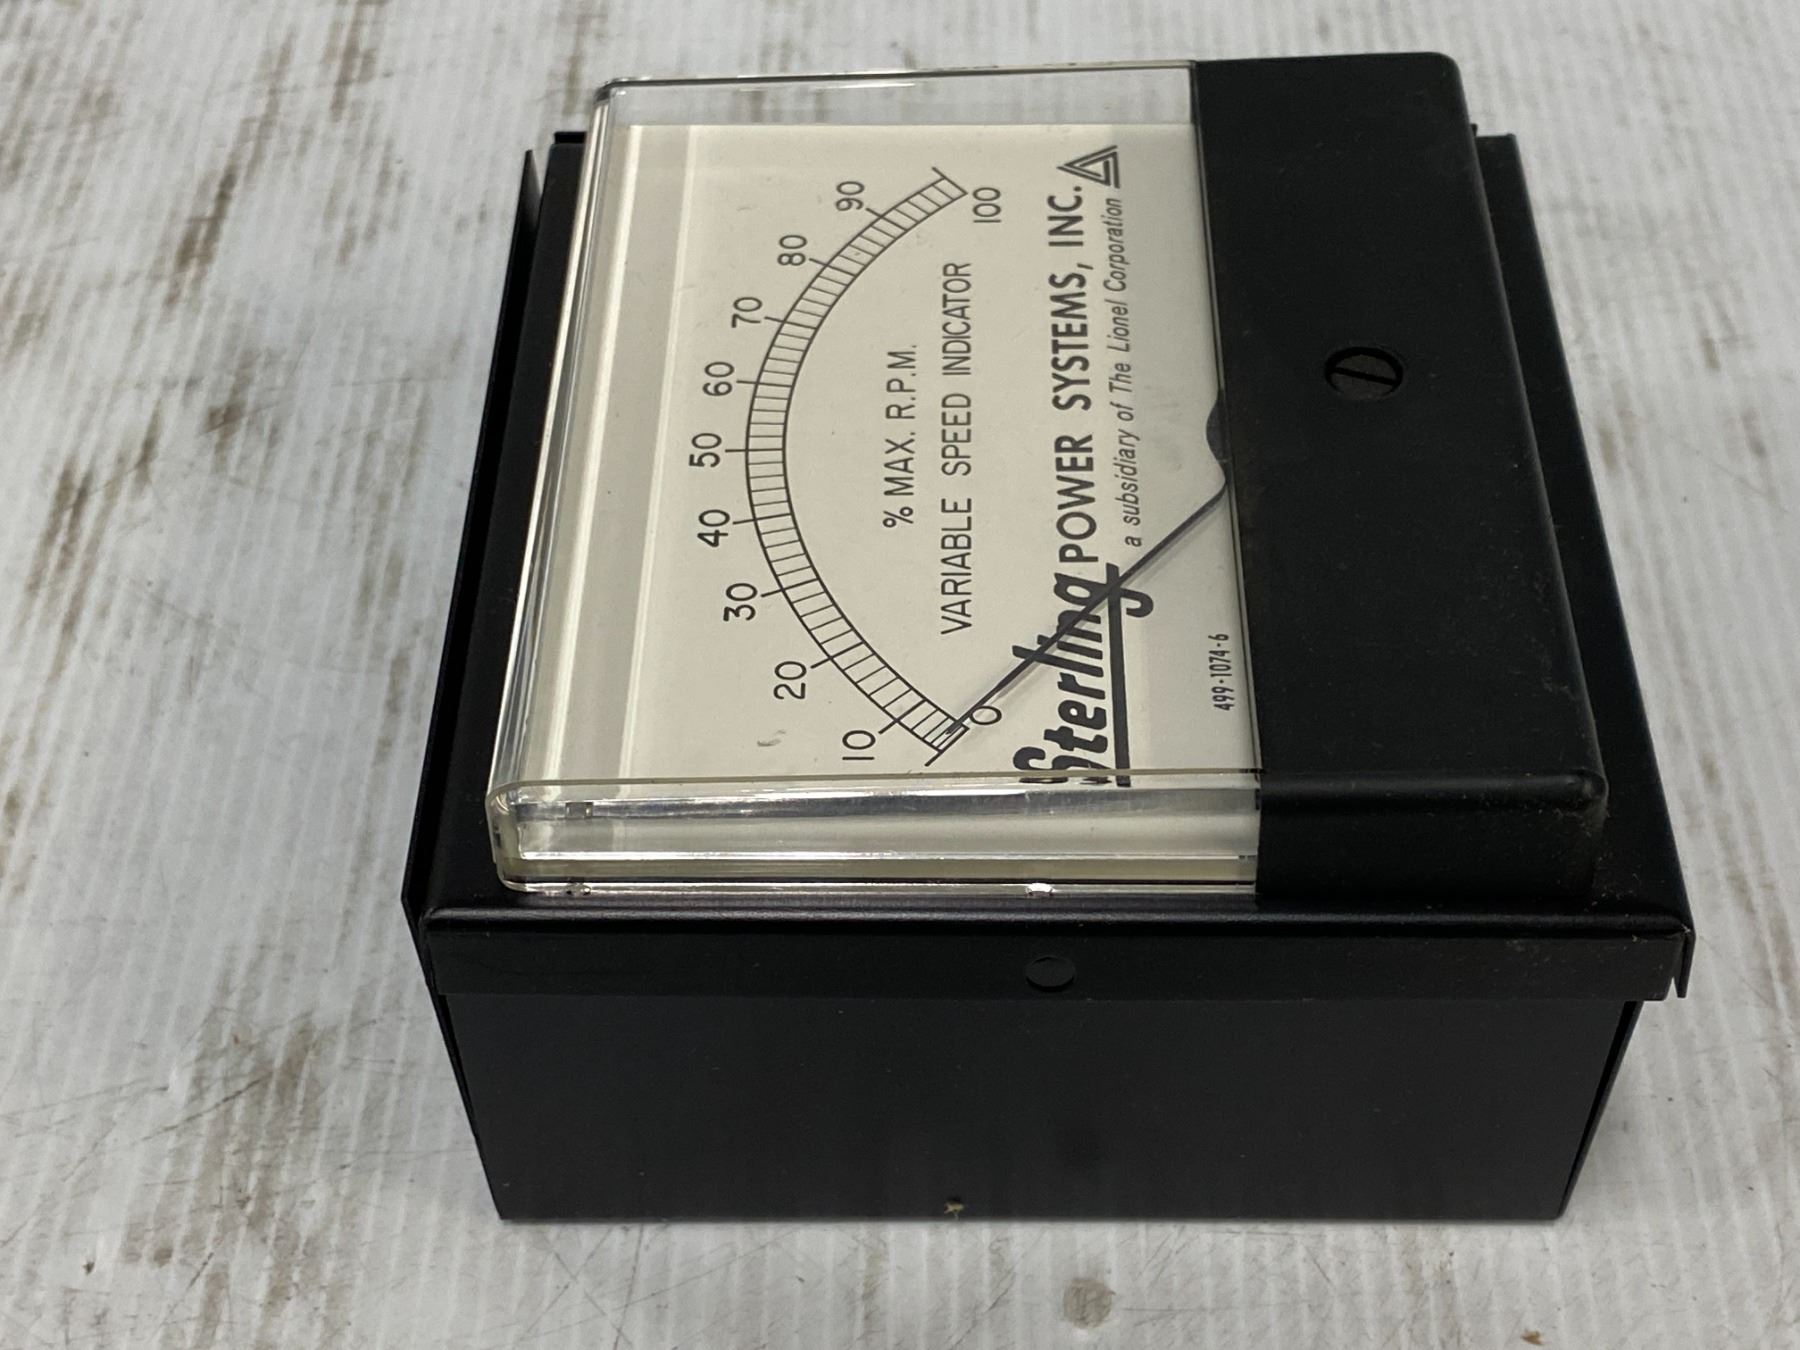 0 10 20 30 40 50 60 70 80 90 100
% MAX. R.P.M.
VARIABLE SPEED INDICATOR
Sterling POWER SYSTEMS, INC.
a subsidiary of The Lionel Corporation
499-1074-6